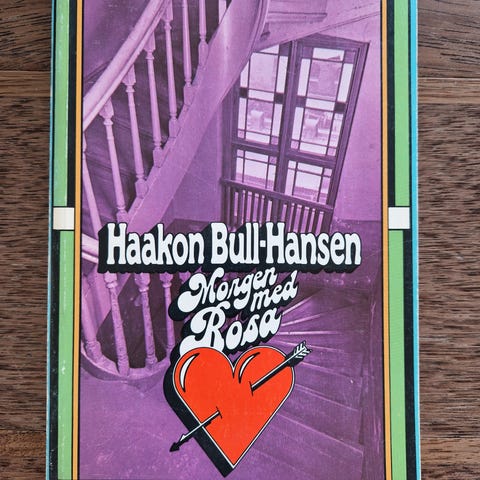 Haakon Bull-Hansen
Morgen
med
Rosa